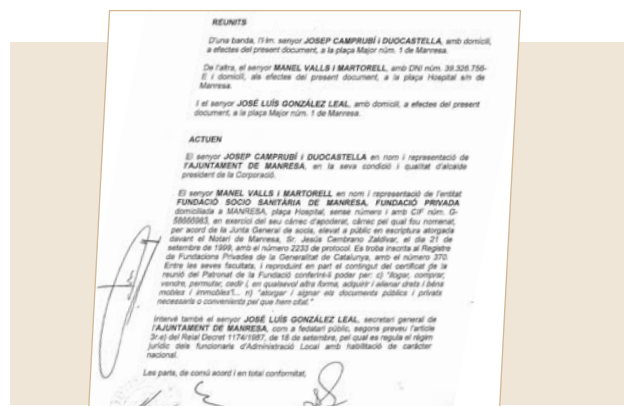 REUNITS
D'una banda, l'Il·lm. senyor JOSEP CAMPRUBÍ i DUOCASTELLA, amb domicili,
a efectes del present document, a la plaça Major núm. 1 de Manresa.
De l'altra, el senyor MANEL VALLS i MARTORELL, amb DNI núm. 39.326.756-
E i domicili, als efectes del present document, a la plaça Hospital s/n de
Manresa.
I el senyor JOSÉ LUÍS GONZÁLEZ LEAL, amb domicili, a efectes del present
document, a la plaça Major núm. 1 de Manresa.
ACTUEN
El senyor JOSEP CAMPRUBÍ i DUOCASTELLA en nom i representació de
l'AJUNTAMENT DE MANRESA, en la seva condició i qualitat d'alcalde
president de la Corporació.
El senyor MANEL VALLS i MARTORELL en nom i representació de l'entitat
FUNDACIÓ SOCIO SANITÀRIA DE MANRESA, FUNDACIÓ PRIVADA
domiciliada a MANRESA, plaça Hospital, sense número i amb CIF núm. G-
en exercici del seu càrrec d'apoderat, càrrec pel qual fou nomenat,
per acord de la Junta General de socis, elevat a públic en escriptura atorgada
davant el Notari de Manresa, Sr. Jesús Cembrano Zaldívar, el dia 21 de
setembre de 1999, amb el número 2233 de protocol. Es troba inscrita al Registre
de Fundacions Privades de la Generalitat de Catalunya, amb el número 370.
Entre les seves facultats, i reproduint en part el contingut del certificat de la
reunió del Patronat de la Fundació conferint-li poder per: c) "llogar, comprar,
vendre, permutar, cedir i, en qualsevol altra forma, adquirir i alienar drets i béns
mobles i immobles"l... n) "atorgar i signar els documents públics i privats
necessaris o convenients pel que hem citat."
Intervé també el senyor JOSÉ LUÍS GONZÁLEZ LEAL, secretari general de
l'AJUNTAMENT DE MANRESA, com a fedatari públic, segons preveu l'article
3r.e) del Reial Decret 1174/1987, de 18 de setembre, pel qual es regula el règim
jurídic dels funcionaris d'Administració Local amb habilitació de caràcter
nacional.
Les parts, de comú acord i en total conformitat,